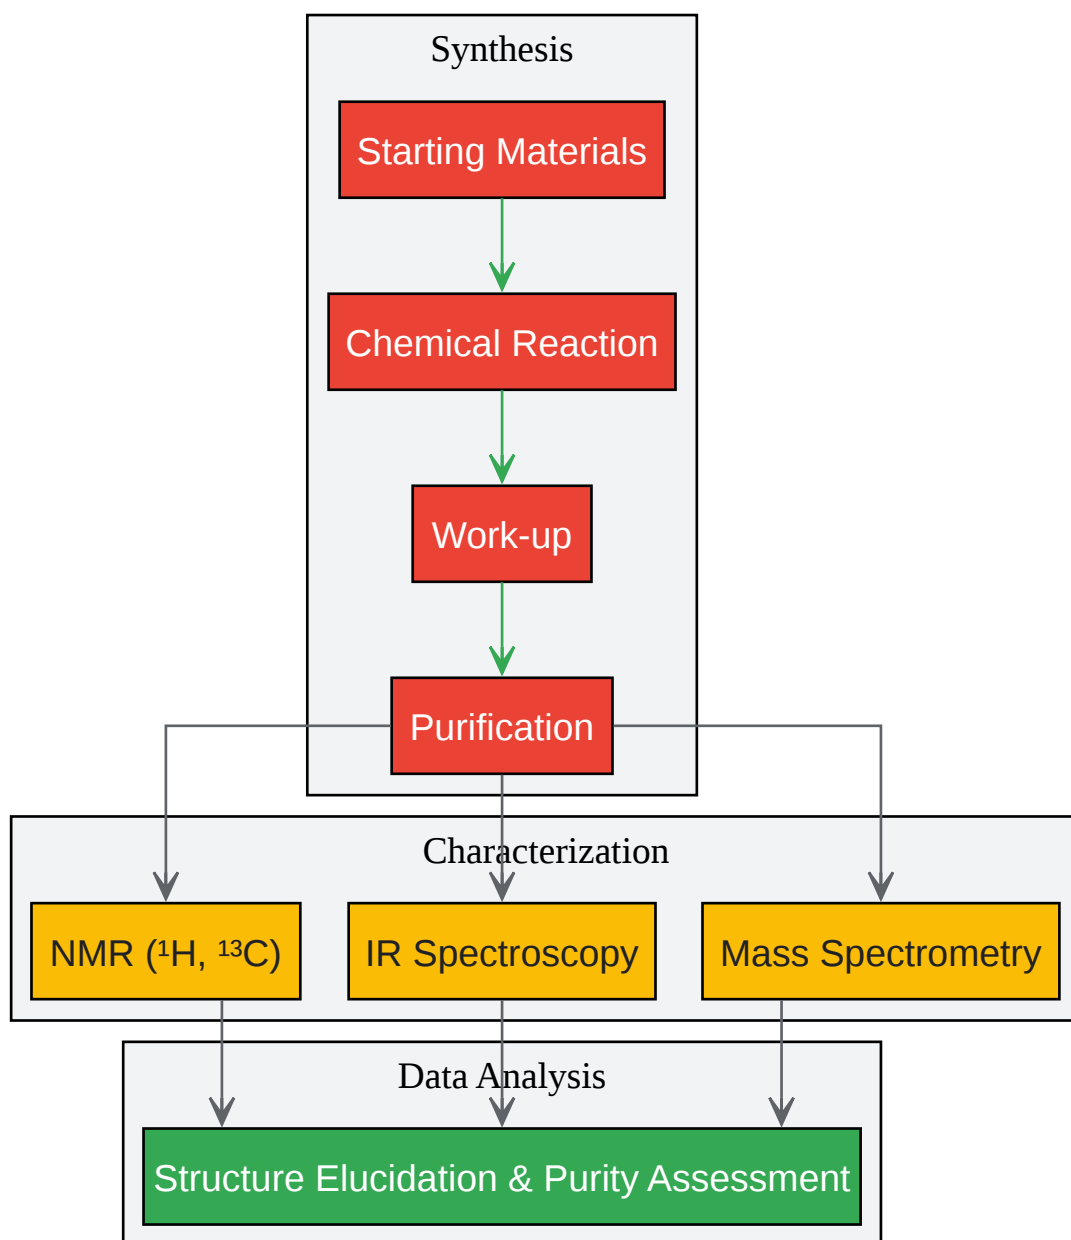 Synthesis
Starting Materials
Chemical Reaction
Work-up
Purification
Characterization
NMR (¹H, ¹³C)
IR Spectroscopy
Mass Spectrometry
Data Analysis
Structure Elucidation & Purity Assessment